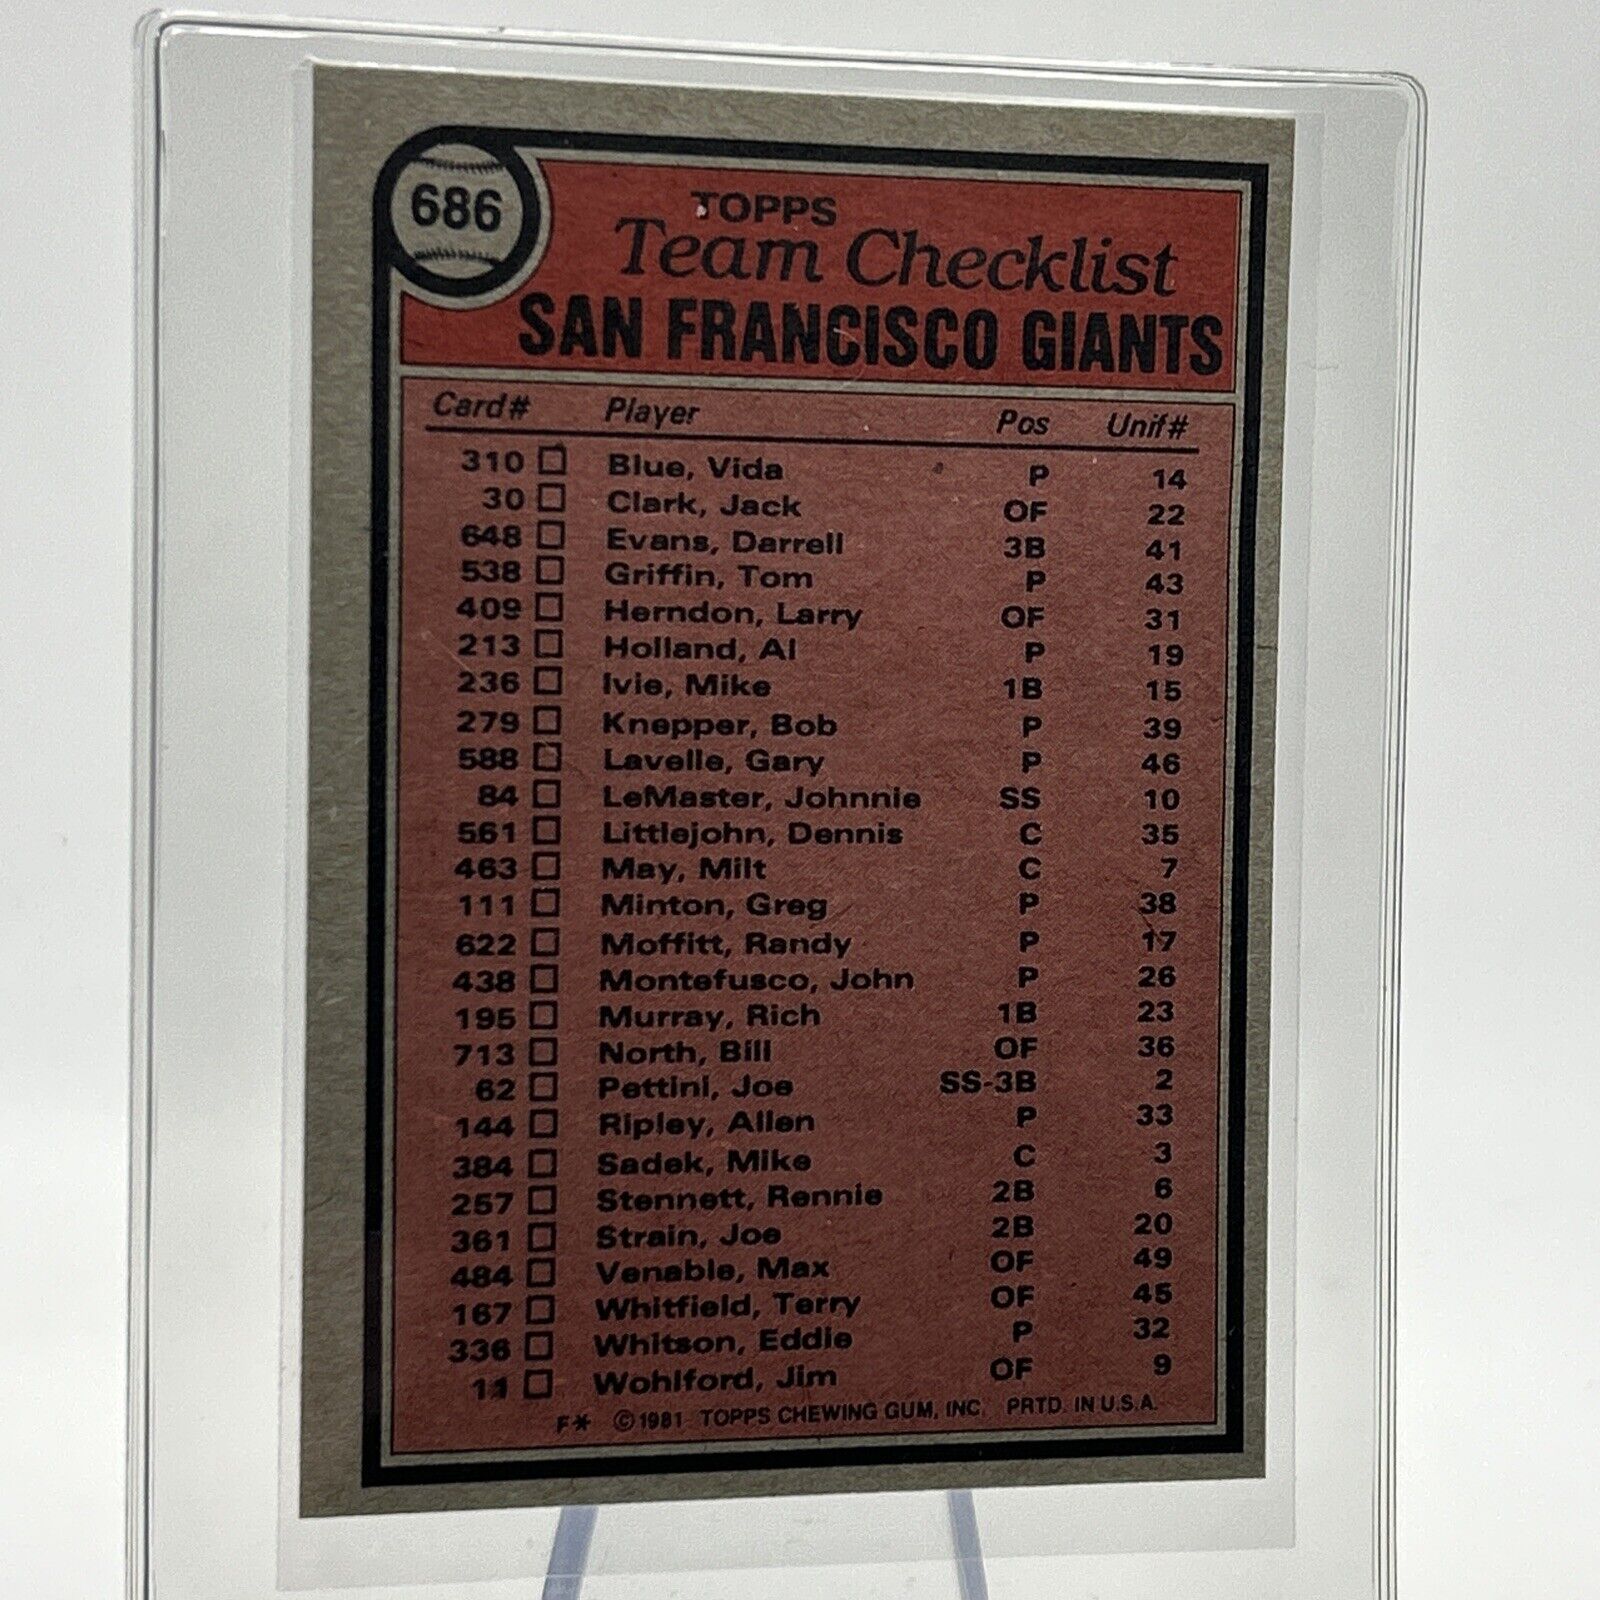 686
TOPPS
Team Checklist
SAN FRANCISCO GIANTS
Card# Player Pos Unif#
310 Blue, Vida P 14
30 Clark, Jack OF 22
648 Evans, Darrell 3B 41
538 Griffin, Tom P 43
409 Herndon, Larry OF 31
213 Holland, Al P 19
236 Ivie, Mike 1B 15
279 Knepper, Bob P 39
588 Lavelle, Gary P 46
84 LeMaster, Johnnie SS 10
561 Littlejohn, Dennis C 35
463 May, Milt C 7
111 Minton, Greg P 38
622 Moffitt, Randy P 17
438 Montefusco, John P 26
195 Murray, Rich 1B 23
713 North, Bill OF 36
62 Pettini, Joe SS-3B 2
144 Ripley, Allen P 33
384 Sadek, Mike C 3
257 Stennett, Rennie 2B 6
361 Strain, Joe 2B 20
484 Venable, Max OF 49
167 Whitfield, Terry OF 45
336 Whitson, Eddie P 32
11 Wohlford, Jim OF 9
F* ©1981 TOPPS CHEWING GUM, INC. PRTD. IN U.S.A.